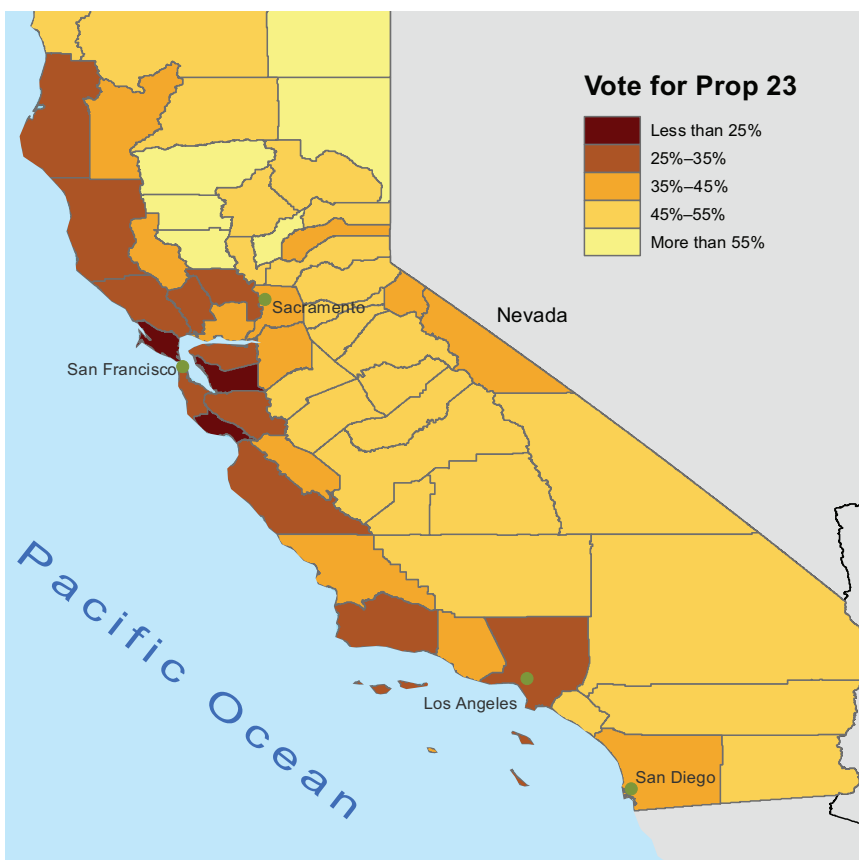 Vote for Prop 23
Less than 25%
25%–35%
35%–45%
45%–55%
More than 55%
Sacramento
Nevada
San Francisco
Pacific Ocean
Los Angeles
San Diego